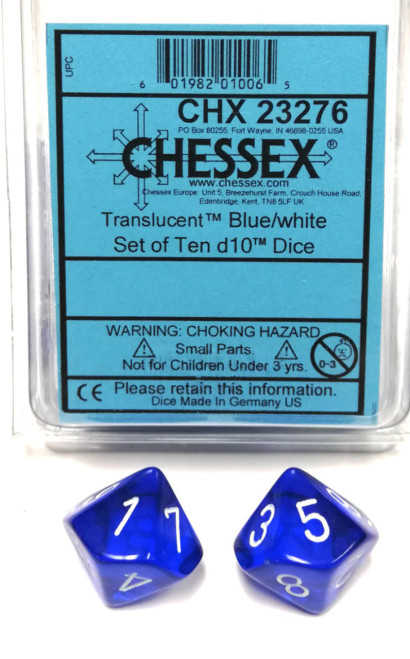 UPC
6 01982 01006 5
CHX 23276
PO Box 80255, Fort Wayne, IN 46898-0255 USA
CHESSEX®
www.chessex.com
Chessex Europe: Unit 5, Breezehurst Farm, Crouch House Road,
Edenbridge, Kent, TN8 5LF UK
Translucent™ Blue/white
Set of Ten d10™ Dice
WARNING: CHOKING HAZARD
Small Parts.
Not for Children Under 3 yrs.
0-3
CE Please retain this information.
Dice Made In Germany US
1 7
4
3 5
8